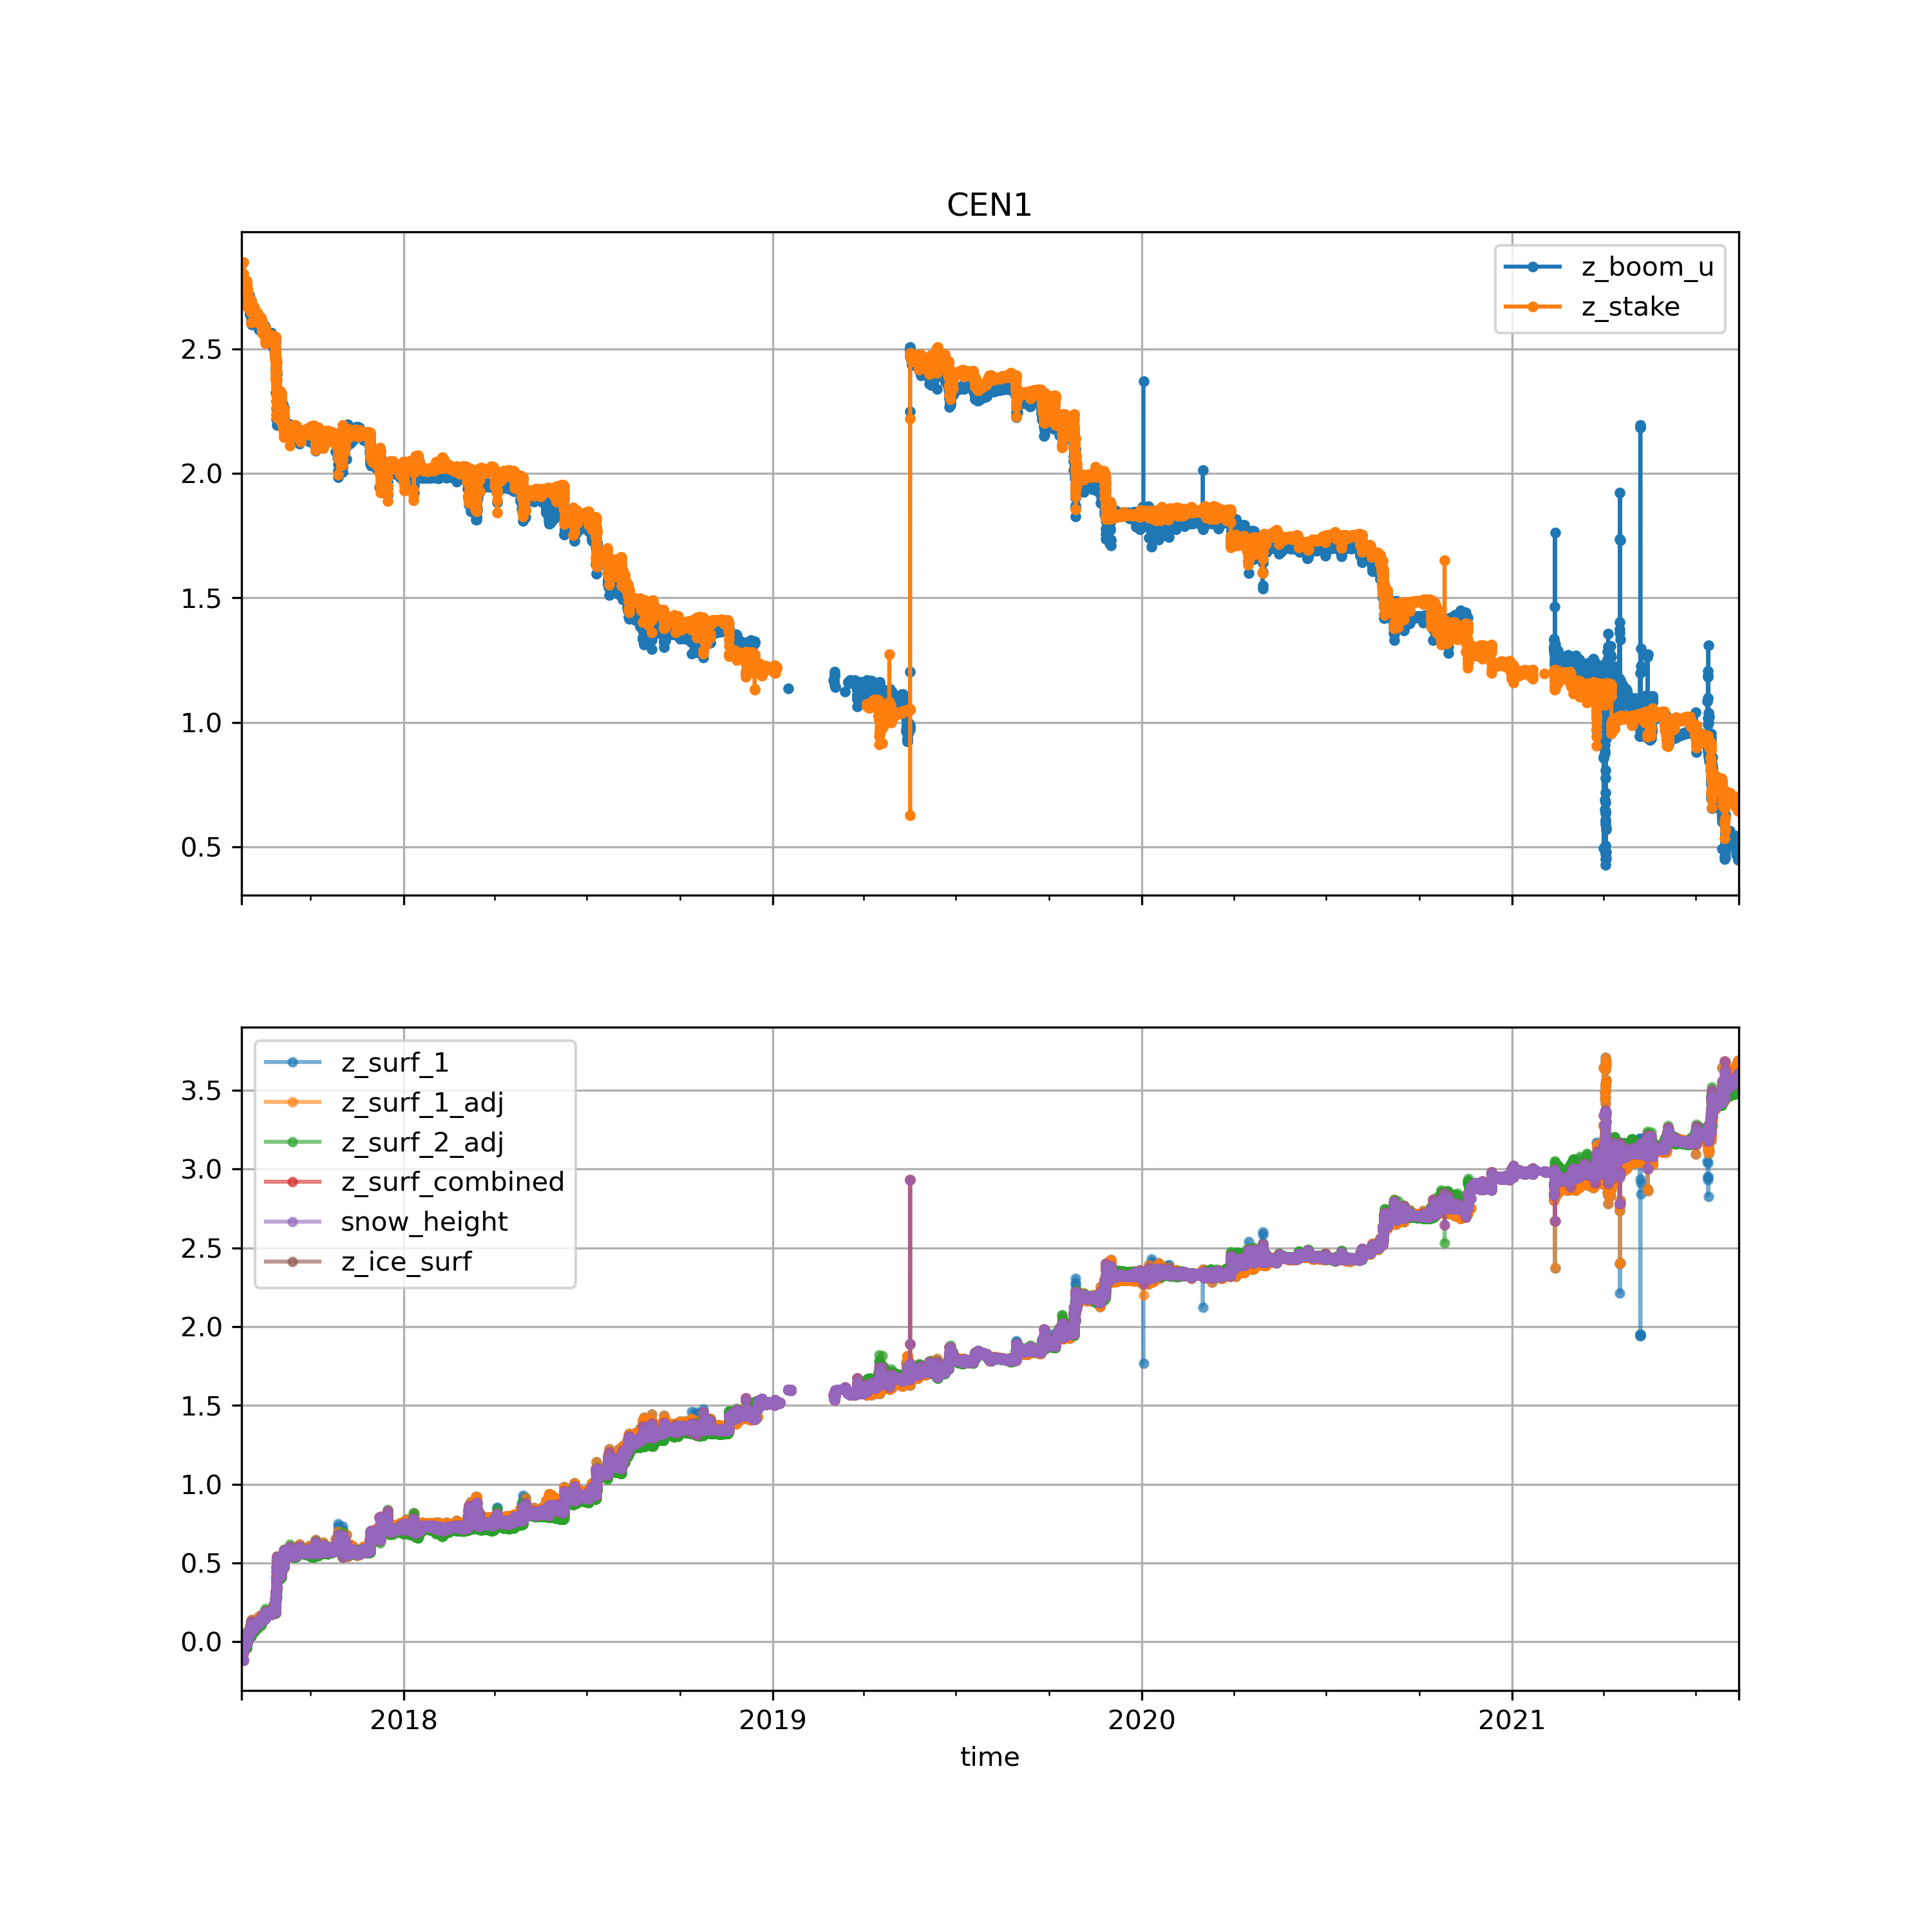 CEN1
z_boom_u
z_stake
2.5
2.0
1.5
1.0
0.5
z_surf_1
z_surf_1_adj
z_surf_2_adj
z_surf_combined
snow_height
z_ice_surf
3.5
3.0
2.5
2.0
1.5
1.0
0.5
0.0
2018 2019 2020 2021
time